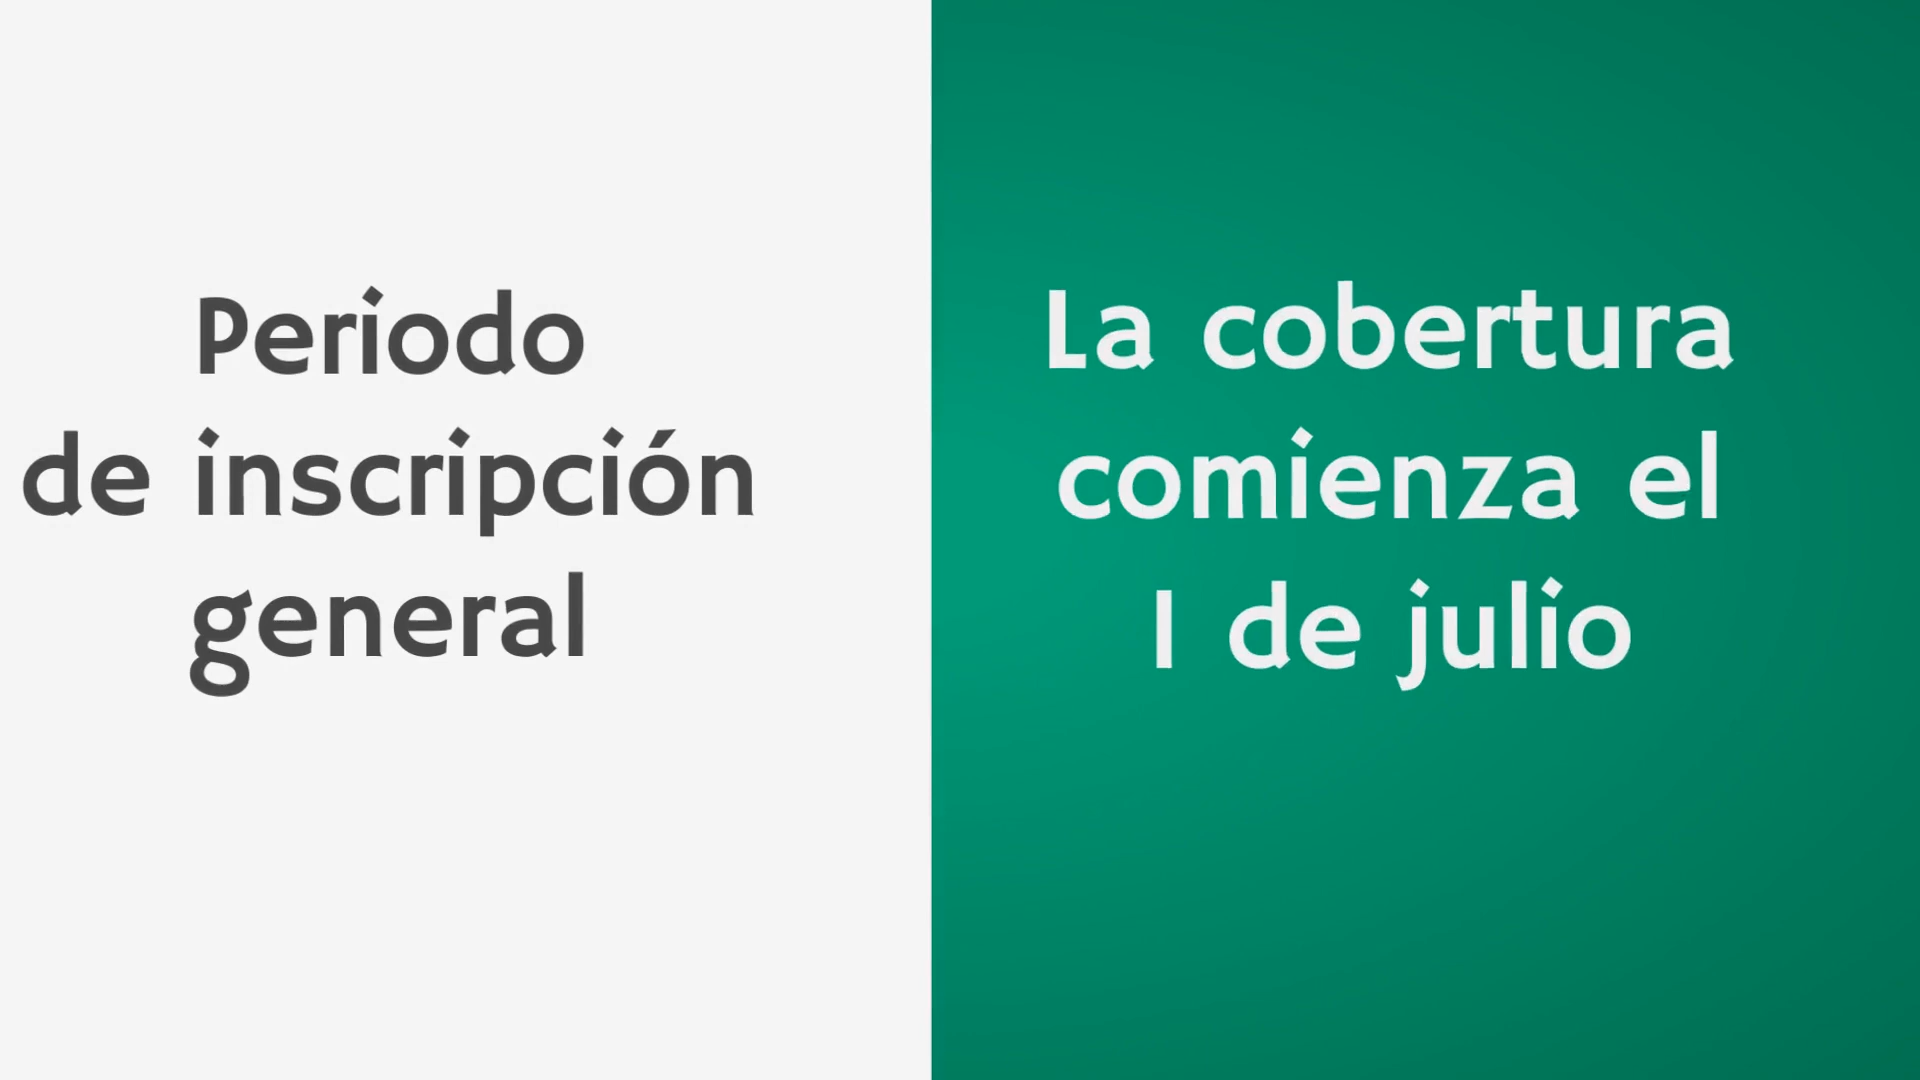 Periodo
de inscripción
general
La cobertura
comienza el
1 de julio